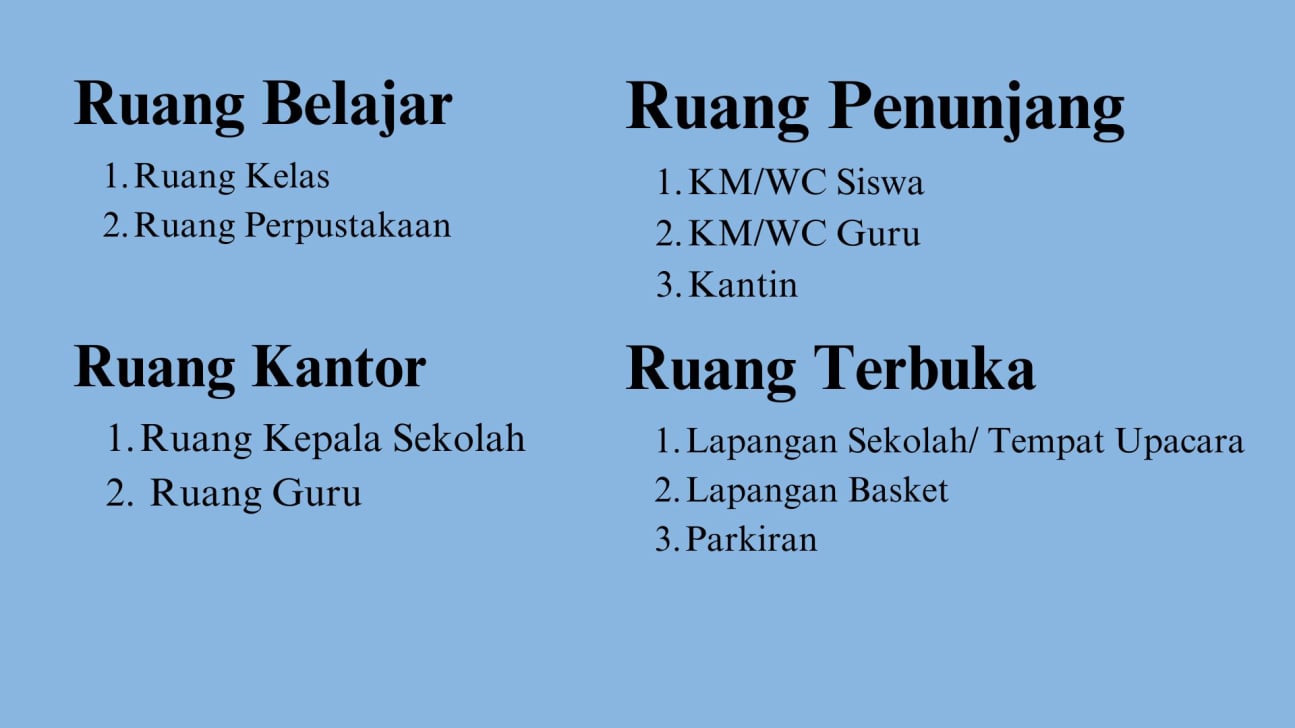 Ruang Belajar
1. Ruang Kelas
2. Ruang Perpustakaan
Ruang Penunjang
1. KM/WC Siswa
2. KM/WC Guru
3. Kantin
Ruang Kantor
1. Ruang Kepala Sekolah
2. Ruang Guru
Ruang Terbuka
1. Lapangan Sekolah/ Tempat Upacara
2. Lapangan Basket
3. Parkiran